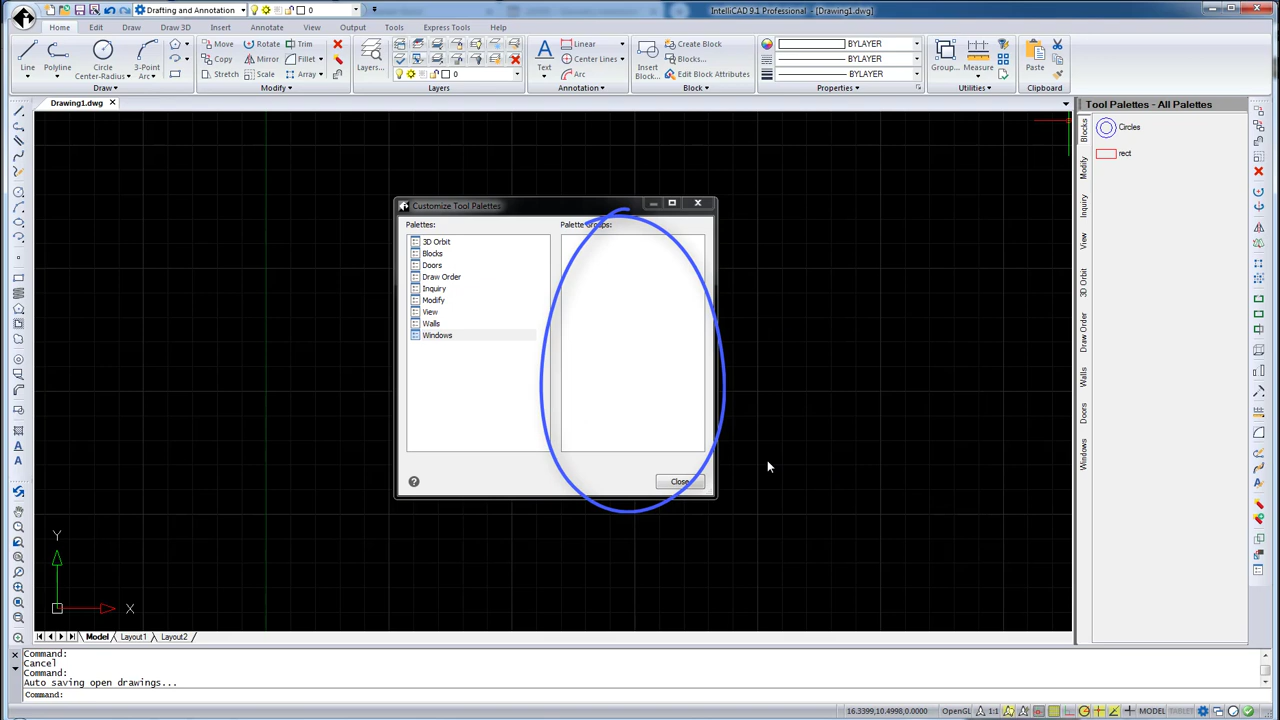 Drafting and Annotation
0
IntelliCAD 9.1 Professional - [Drawing1.dwg]
Home
Edit
Draw
Insert
Annotate
View
Output
Tools
Express Tools
Help
Line
Polyline
Circle
Center-Radius
3-Point
Arc
Draw
Move
Copy
Stretch
Rotate
Mirror
Scale
Trim
Fillet
Array
Modify
Layers...
0
Layers
Text
Linear
Center Lines
Arc
Annotation
Insert
Block...
Create Block
Blocks...
Edit Block Attributes
Block
BYLAYER
BYLAYER
BYLAYER
Properties
Group...
Measure
Utilities
Paste
Clipboard
Drawing1.dwg
Tool Palettes - All Palettes
Blocks
Modify
Inquiry
View
3D Orbit
Draw Order
Walls
Doors
Windows
Circles
rect
Customize Tool Palettes
Palettes:
3D Orbit
Blocks
Doors
Draw Order
Inquiry
Modify
View
Walls
Windows
Palette Groups:
Close
Y
X
Model
Layout1
Layout2
Command:
Cancel
Command:
Auto saving open drawings...
Command:
16.3399,10.4998,0.0000
OpenGL
1:1
MODEL
TABLET